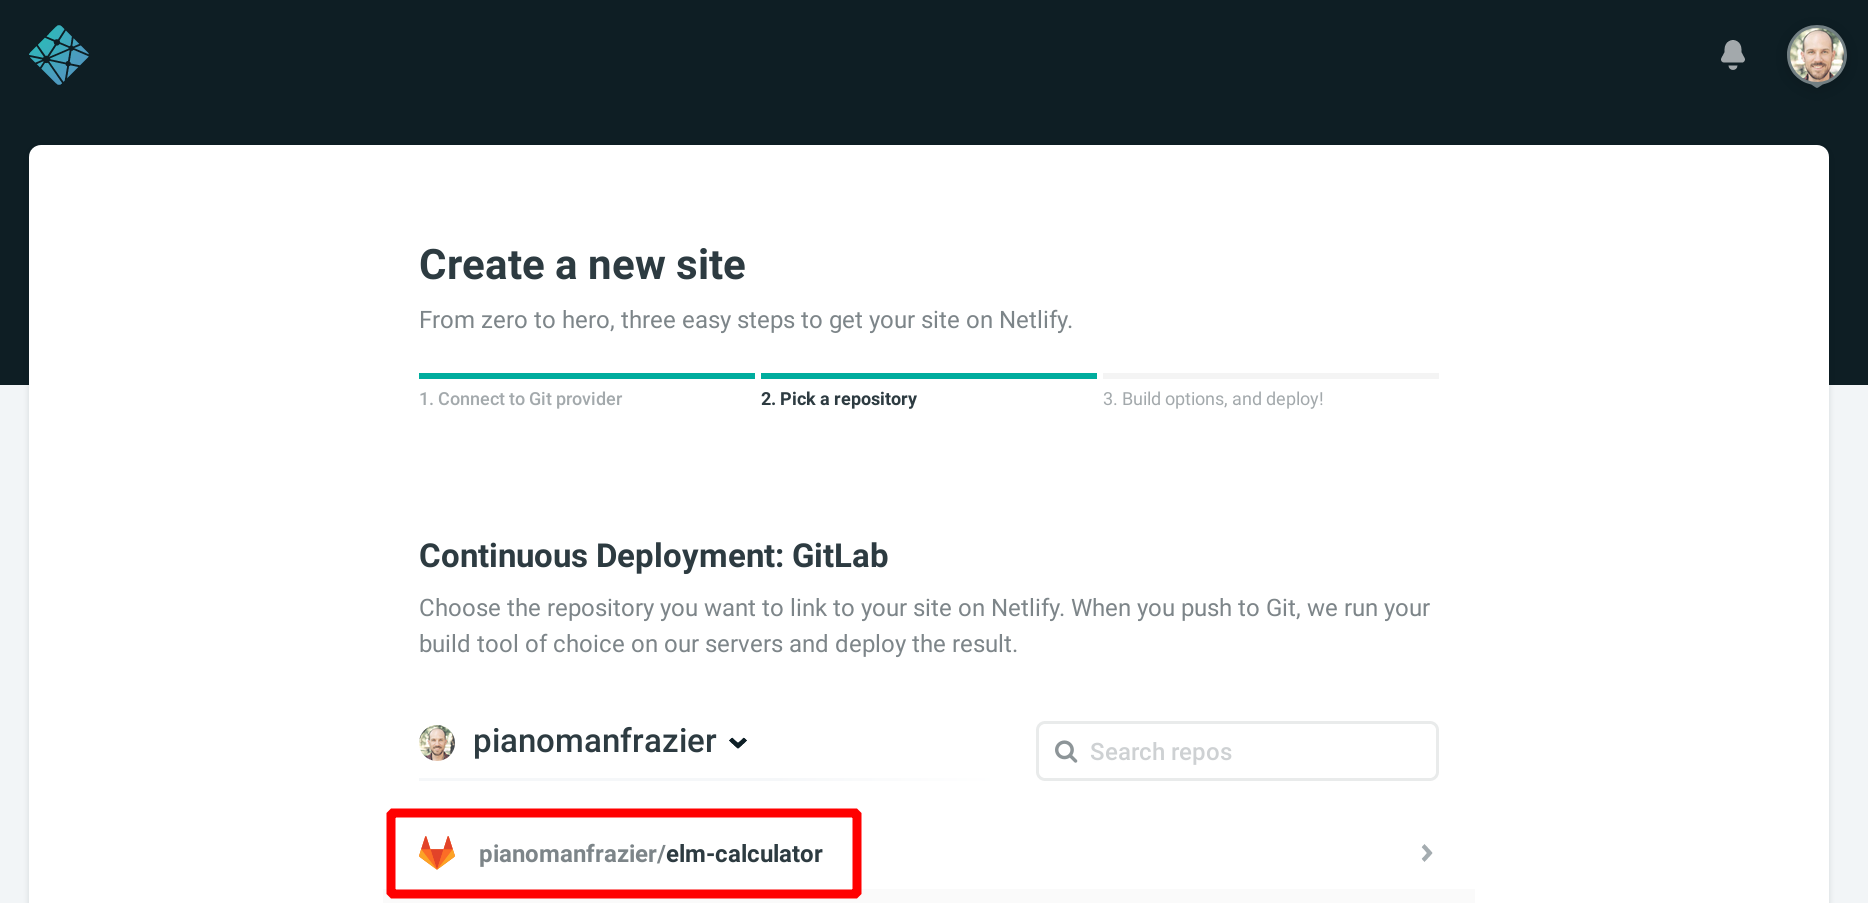 Create a new site
From zero to hero, three easy steps to get your site on Netlify.
1. Connect to Git provider
2. Pick a repository
3. Build options, and deploy!
Continuous Deployment: GitLab
Choose the repository you want to link to your site on Netlify. When you push to Git, we run your
build tool of choice on our servers and deploy the result.
pianomanfrazier
Search repos
pianomanfrazier/elm-calculator